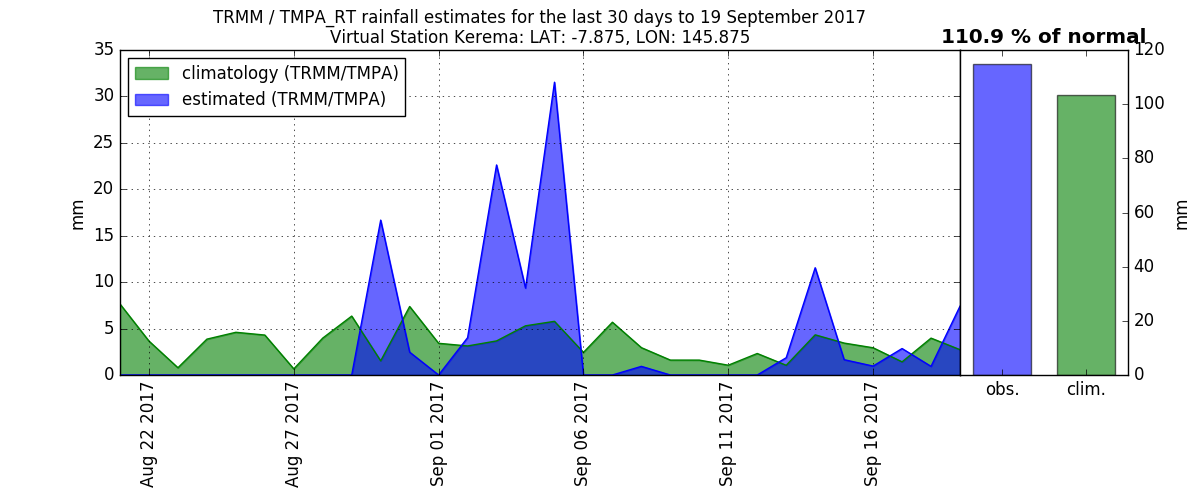 TRMM / TMPA_RT rainfall estimates for the last 30 days to 19 September 2017
Virtual Station Kerema: LAT: -7.875, LON: 145.875
110.9 % of normal
climatology (TRMM/TMPA)
estimated (TRMM/TMPA)
35
30
25
20
15
10
5
0
mm
Aug 22 2017
Aug 27 2017
Sep 01 2017
Sep 06 2017
Sep 11 2017
Sep 16 2017
120
100
80
60
40
20
0
mm
obs.
clim.